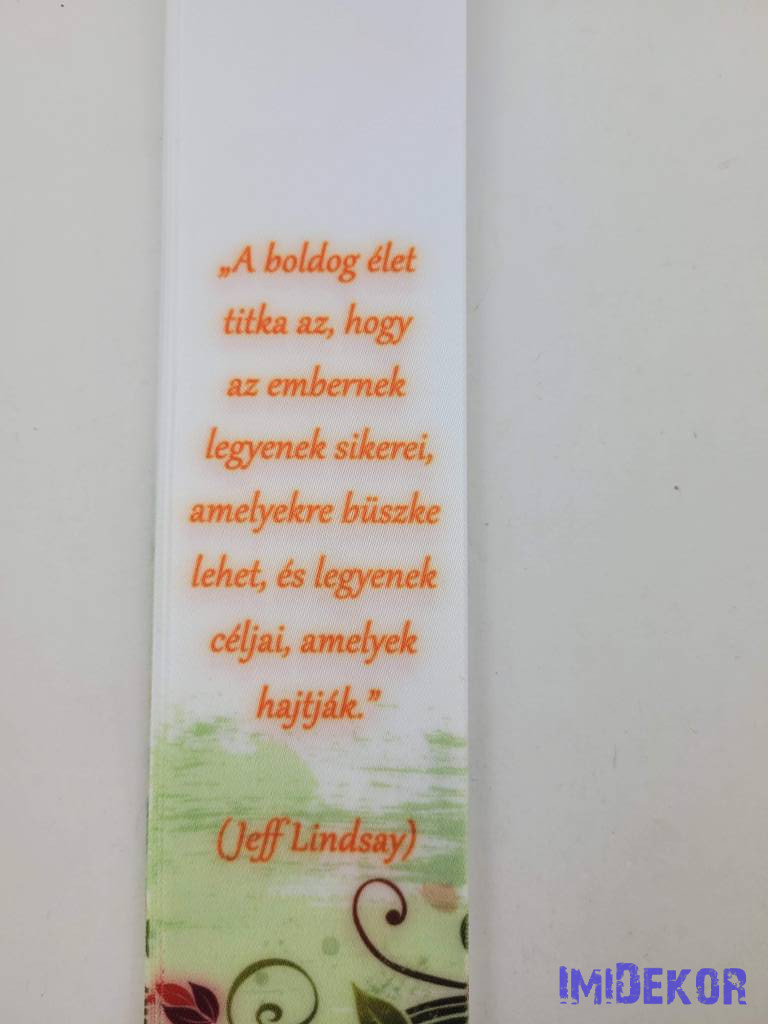 „A boldog élet
titka az, hogy
az embernek
legyenek sikerei,
amelyekre büszke
lehet, és legyenek
céljai, amelyek
hajtják.”
(Jeff Lindsay)
IMIDEKOR